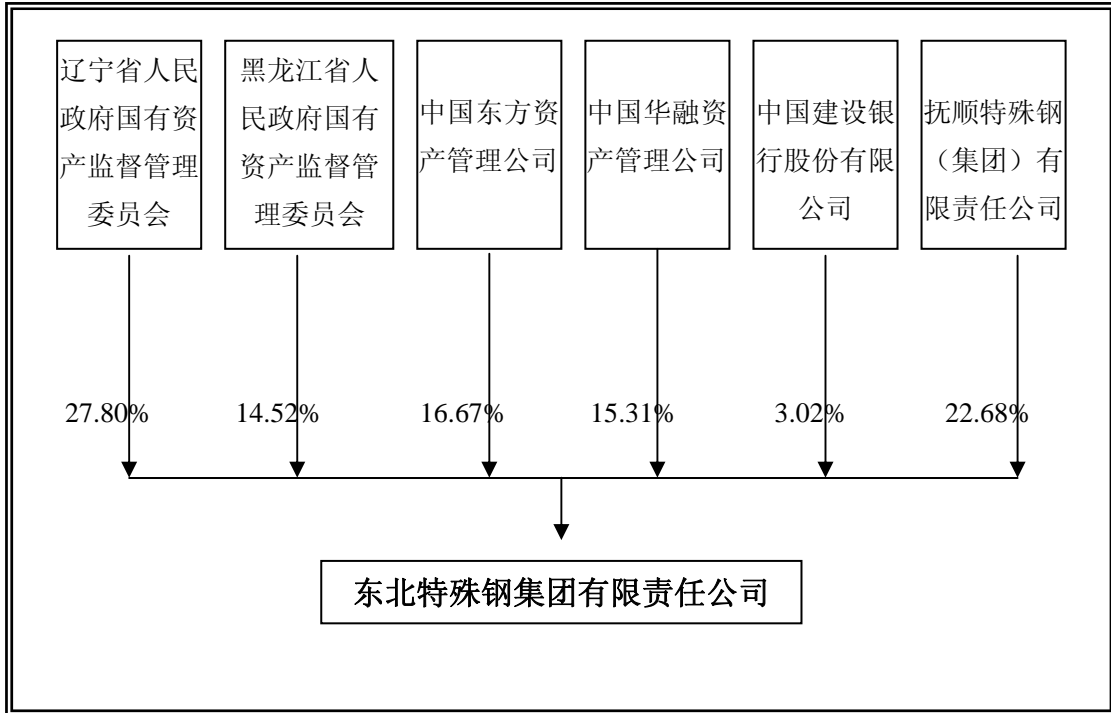 辽宁省人民
政府国有资
产监督管理
委员会
黑龙江省人
民政府国有
资产监督管
理委员会
中国东方资
产管理公司
中国华融资
产管理公司
中国建设银
行股份有限
公司
抚顺特殊钢
（集团）有
限责任公司
27.80%
14.52%
16.67%
15.31%
3.02%
22.68%
东北特殊钢集团有限责任公司